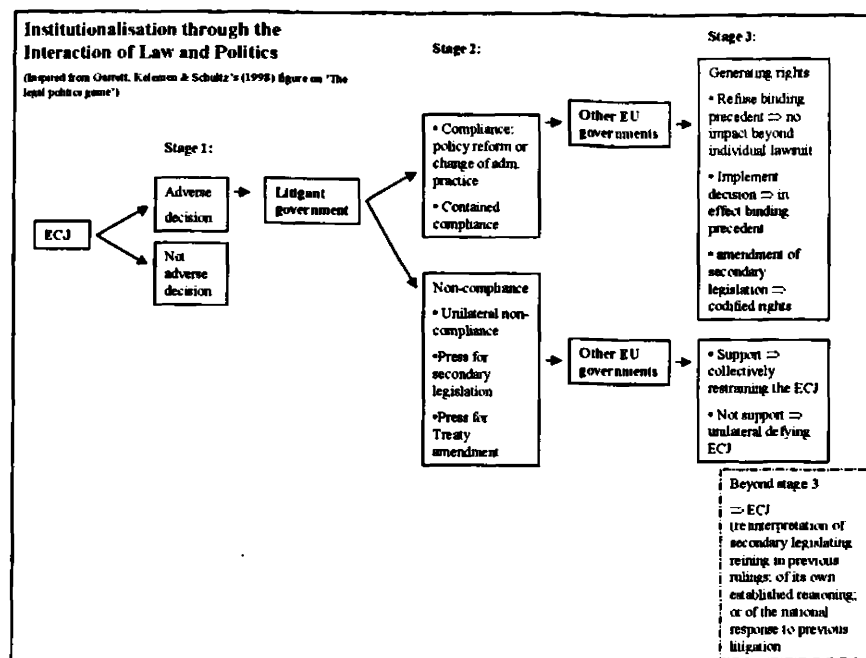 Institutionalisation through the
Interaction of Law and Politics
(Inspired from Garrett, Kelemen & Schultz's (1998) figure on 'The
legal politics game')
Stage 1:
Stage 2:
Stage 3:
ECJ
Adverse
decision
Not
adverse
decision
Litigant
government
• Compliance:
policy reform or
change of adm.
practice
• Contained
compliance
Non-compliance
• Unilateral non-
compliance
•Press for
secondary
legislation
•Press for
Treaty
amendment
Other EU
governments
Other EU
governments
Generating rights
• Refuse binding
precedent ⇒ no
impact beyond
individual lawsuit
• Implement
decision ⇒ in
effect binding
precedent
• amendment of
secondary
legislation ⇒
codified rights
• Support ⇒
collectively
restraining the ECJ
• Not support ⇒
unilateral defying
ECJ
Beyond stage 3
⇒ ECJ
(re)interpretation of
secondary legislating
reining in previous
rulings; of its own
established reasoning;
or of the national
response to previous
litigation